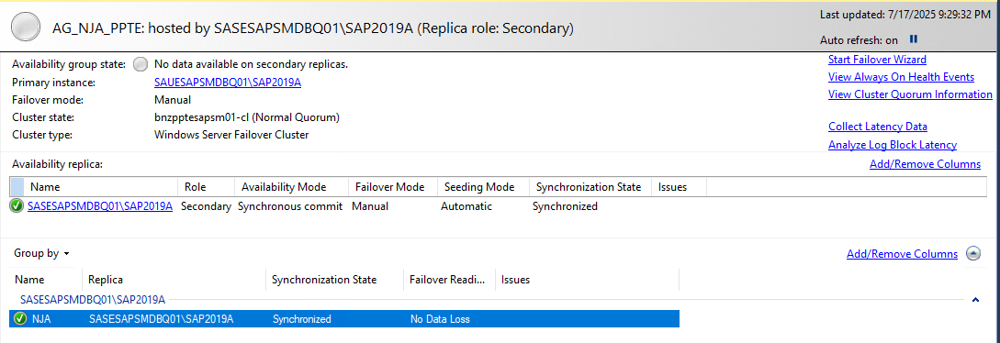 AG_NJA_PPTE: hosted by SASESAPSMDBQ01\SAP2019A (Replica role: Secondary)
Last updated: 7/17/2025 9:29:32 PM
Auto refresh: on
Availability group state: No data available on secondary replicas.
Start Failover Wizard
Primary instance: SAUESAPSMDBQ01\SAP2019A
View Always On Health Events
Failover mode: Manual
View Cluster Quorum Information
Cluster state: bnzpptesapsm01-cl (Normal Quorum)
Cluster type: Windows Server Failover Cluster
Collect Latency Data
Analyze Log Block Latency
Availability replica: Add/Remove Columns
Name Role Availability Mode Failover Mode Seeding Mode Synchronization State Issues
SASESAPSMDBQ01\SAP2019A Secondary Synchronous commit Manual Automatic Synchronized
Group by Add/Remove Columns
Name Replica Synchronization State Failover Readi... Issues
SASESAPSMDBQ01\SAP2019A
NJA SASESAPSMDBQ01\SAP2019A Synchronized No Data Loss